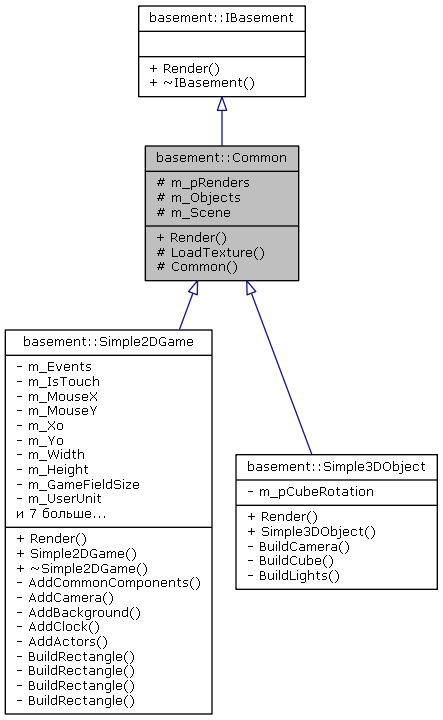 basement::IBasement
+ Render()
+ ~IBasement()
basement::Common
# m_pRenders
# m_Objects
# m_Scene
+ Render()
# LoadTexture()
# Common()
basement::Simple2DGame
- m_Events
- m_IsTouch
- m_MouseX
- m_MouseY
- m_Xo
- m_Yo
- m_Width
- m_Height
- m_GameFieldSize
- m_UserUnit
и 7 больше...
+ Render()
+ Simple2DGame()
+ ~Simple2DGame()
- AddCommonComponents()
- AddCamera()
- AddBackground()
- AddClock()
- AddActors()
- BuildRectangle()
- BuildRectangle()
- BuildRectangle()
- BuildRectangle()
basement::Simple3DObject
- m_pCubeRotation
+ Render()
+ Simple3DObject()
- BuildCamera()
- BuildCube()
- BuildLights()